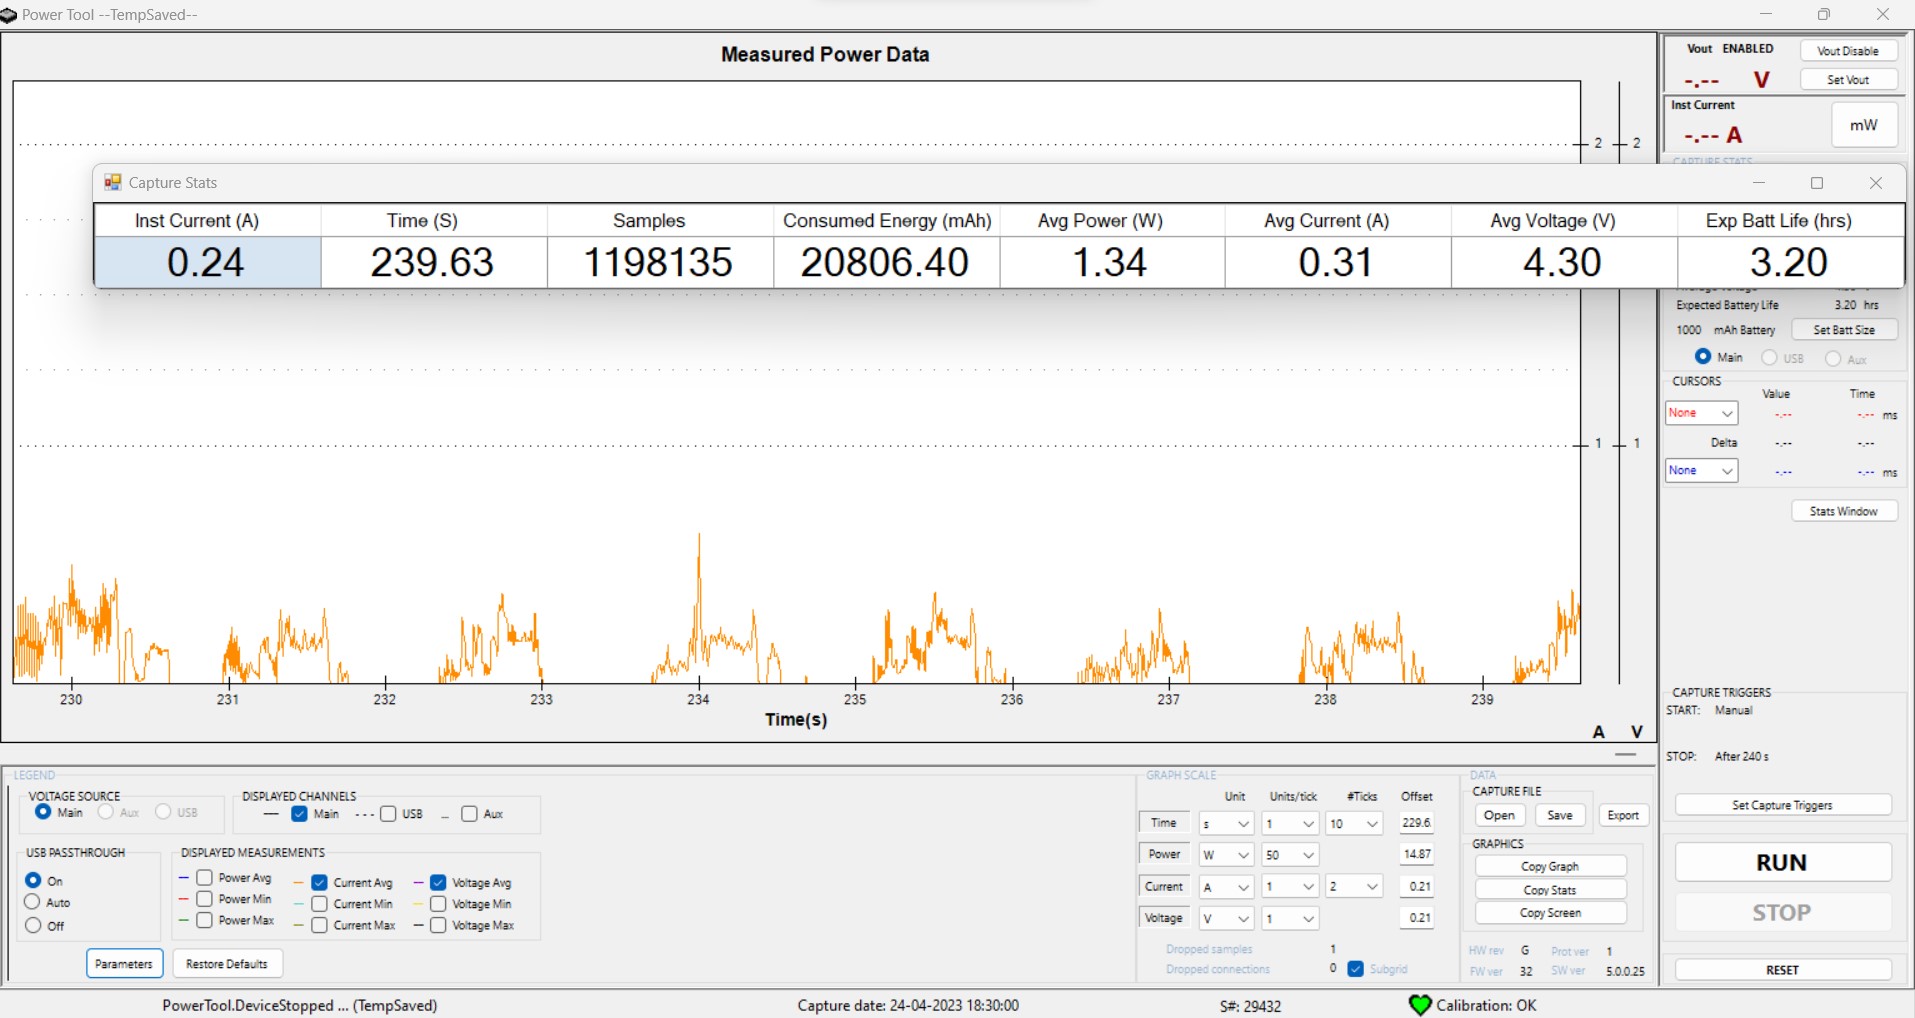 Power Tool --TempSaved--
Measured Power Data
Vout ENABLED
Vout Disable
-.-- V
Set Vout
Inst Current
-.-- A
mW
2 2
CAPTURE STATS
Capture Stats
Inst Current (A) Time (S) Samples Consumed Energy (mAh) Avg Power (W) Avg Current (A) Avg Voltage (V) Exp Batt Life (hrs)
0.24 239.63 1198135 20806.40 1.34 0.31 4.30 3.20
Expected Battery Life 3.20 hrs
1000 mAh Battery Set Batt Size
Main USB Aux
CURSORS
Value Time
None -.-- -.-- ms
Delta -.-- -.--
None -.-- -.-- ms
1 1
Stats Window
230 231 232 233 234 235 236 237 238 239
Time(s)
A V
CAPTURE TRIGGERS
START: Manual
STOP: After 240 s
Set Capture Triggers
RUN
STOP
RESET
LEGEND
VOLTAGE SOURCE
Main Aux USB
DISPLAYED CHANNELS
Main USB Aux
USB PASSTHROUGH
On
Auto
Off
DISPLAYED MEASUREMENTS
Power Avg Current Avg Voltage Avg
Power Min Current Min Voltage Min
Power Max Current Max Voltage Max
Parameters Restore Defaults
GRAPH SCALE
Unit Units/tick #Ticks Offset
Time s 1 10 229.6
Power W 50 14.87
Current A 1 2 0.21
Voltage V 1 0.21
Dropped samples 1
Dropped connections 0 Subgrid
DATA
CAPTURE FILE
Open Save Export
GRAPHICS
Copy Graph
Copy Stats
Copy Screen
HW rev G Prot ver 1
FW ver 32 SW ver 5.0.0.25
PowerTool.DeviceStopped ... (TempSaved) Capture date: 24-04-2023 18:30:00 S#: 29432 Calibration: OK